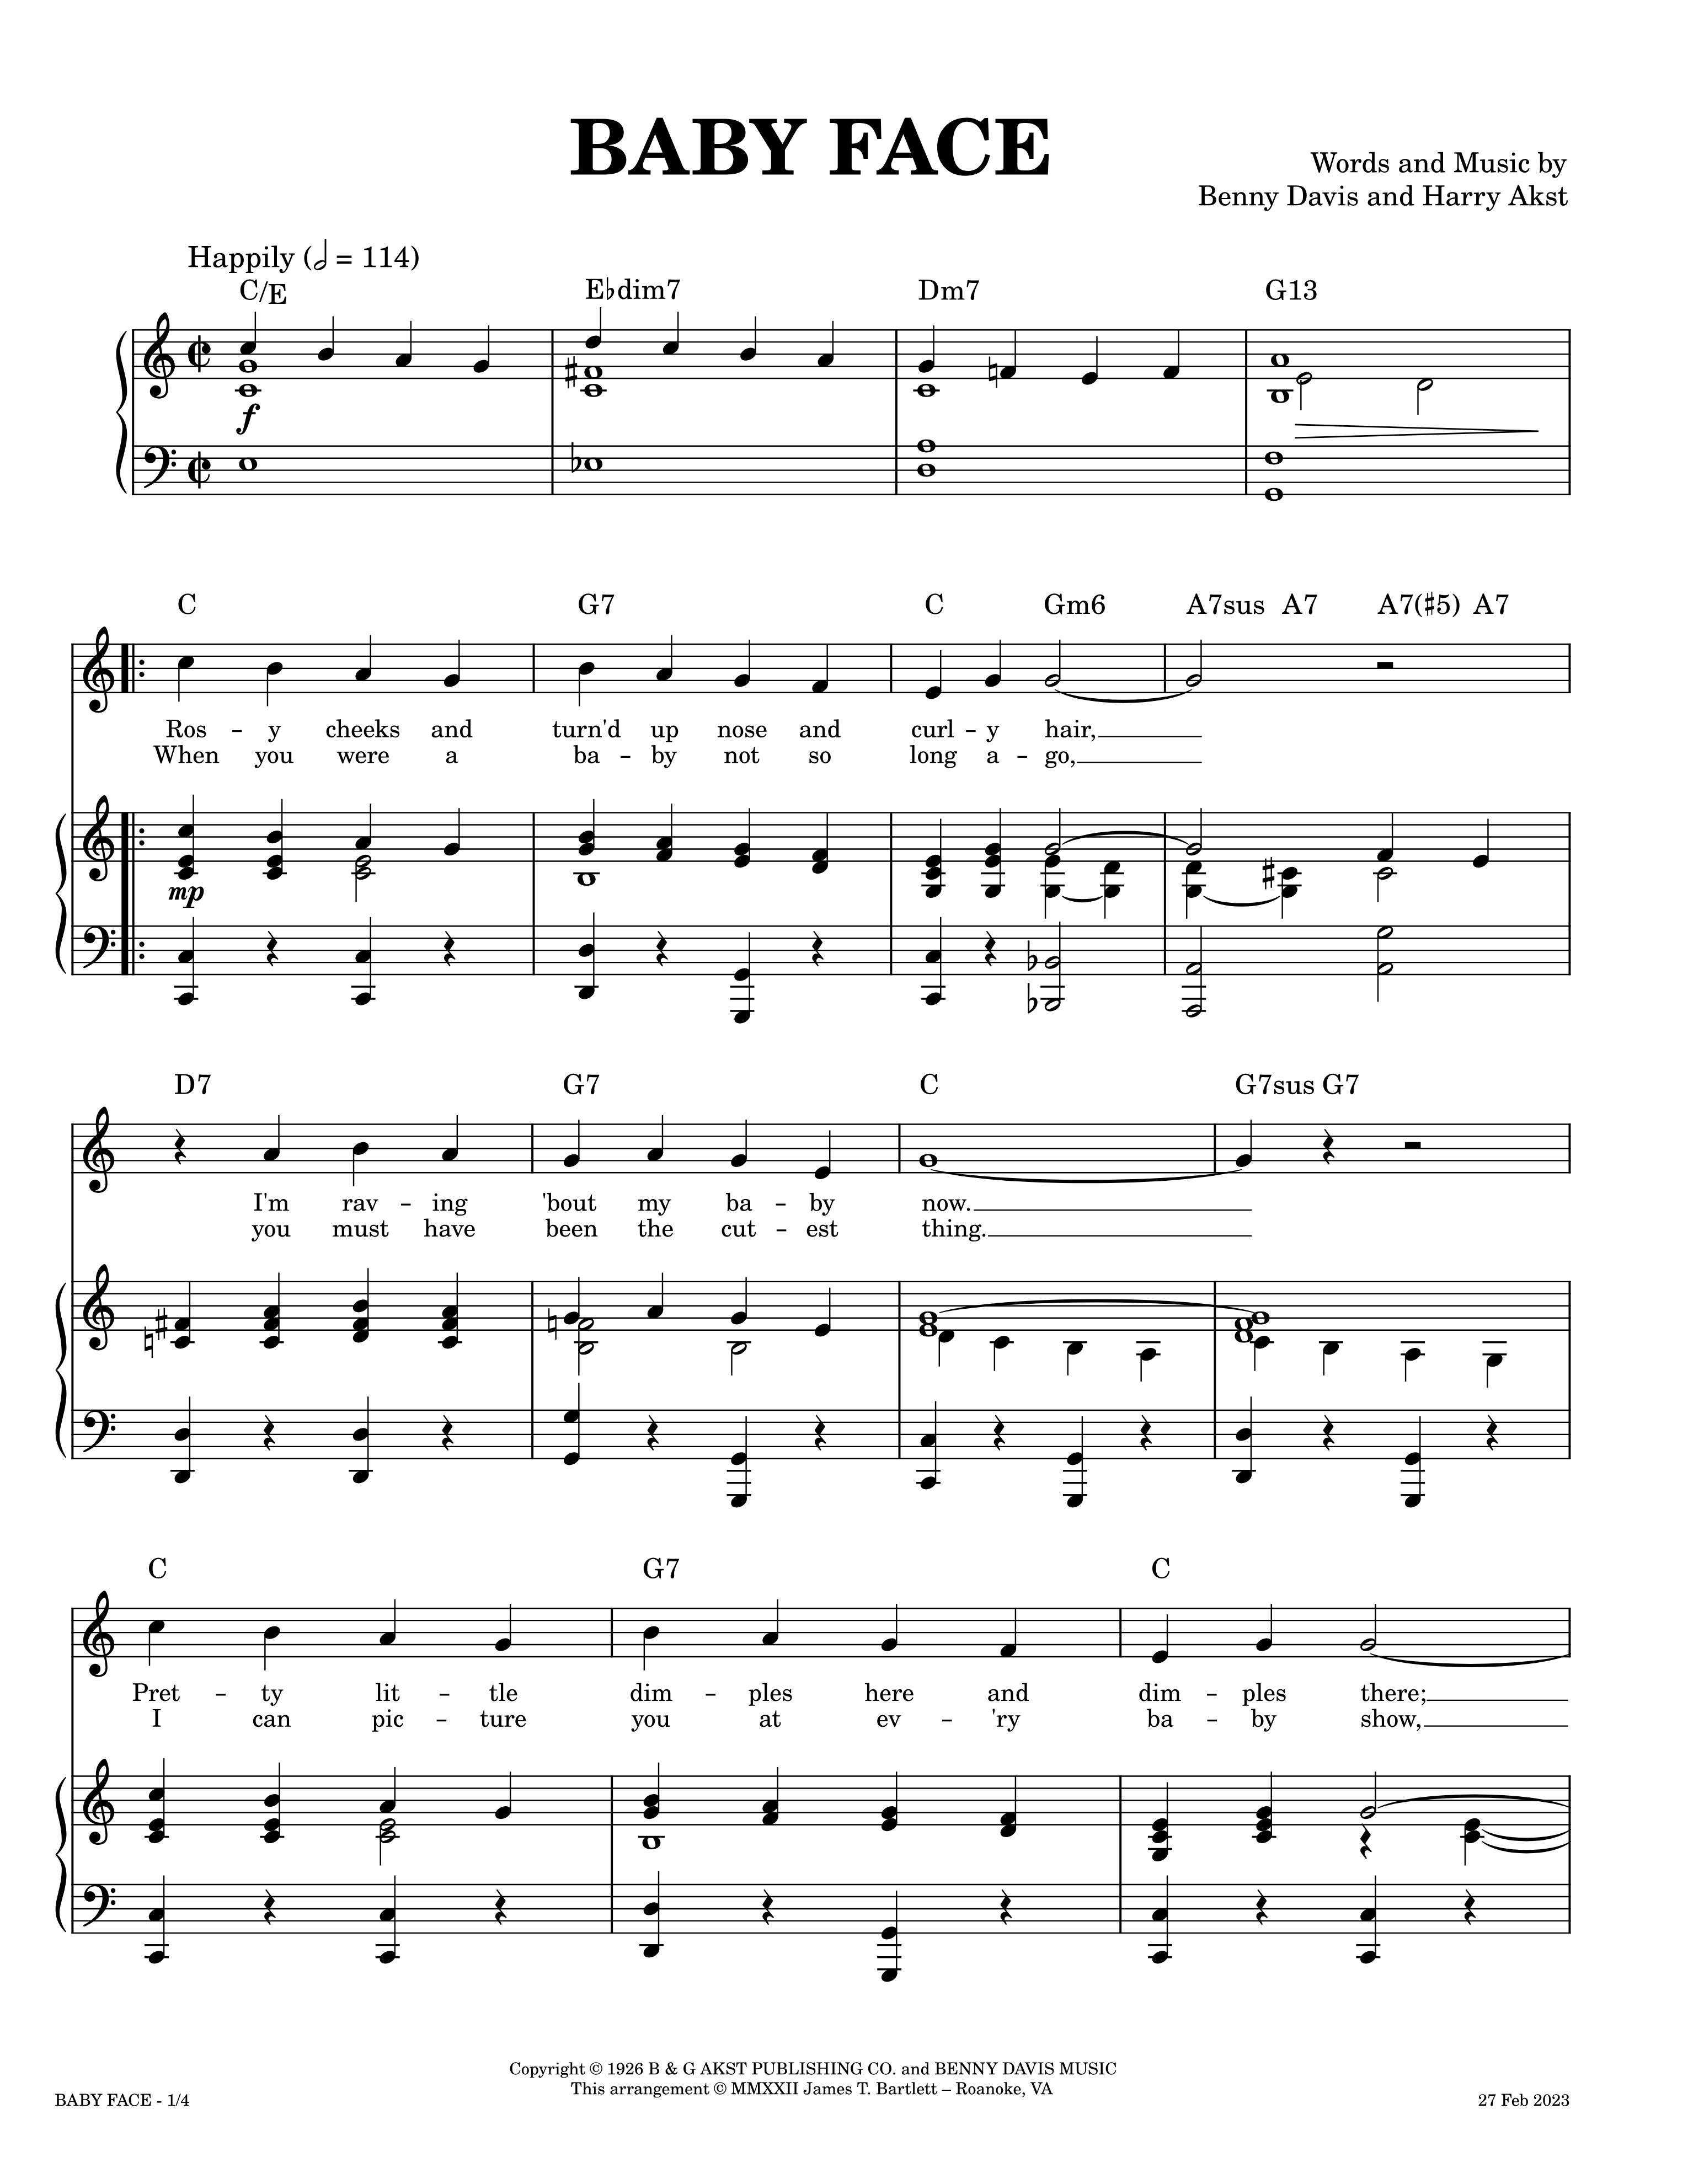 BABY FACE
Words and Music by
Benny Davis and Harry Akst
Happily (𝅗𝅥 = 114)
C/E E♭dim7 Dm7 G13
f
C G7 C Gm6 A7sus A7 A7(♯5) A7
Ros – y cheeks and turn'd up nose and curl – y hair,
When you were a ba – by not so long a – go,
mp
D7 G7 C G7sus G7
I'm rav – ing 'bout my ba – by now.
you must have been the cut – est thing.
C G7 C
Pret – ty lit – tle dim – ples here and dim – ples there;
I can pic – ture you at ev – 'ry ba – by show,
Copyright © 1926 B & G AKST PUBLISHING CO. and BENNY DAVIS MUSIC
This arrangement © MMXXII James T. Bartlett – Roanoke, VA
BABY FACE - 1/4
27 Feb 2023